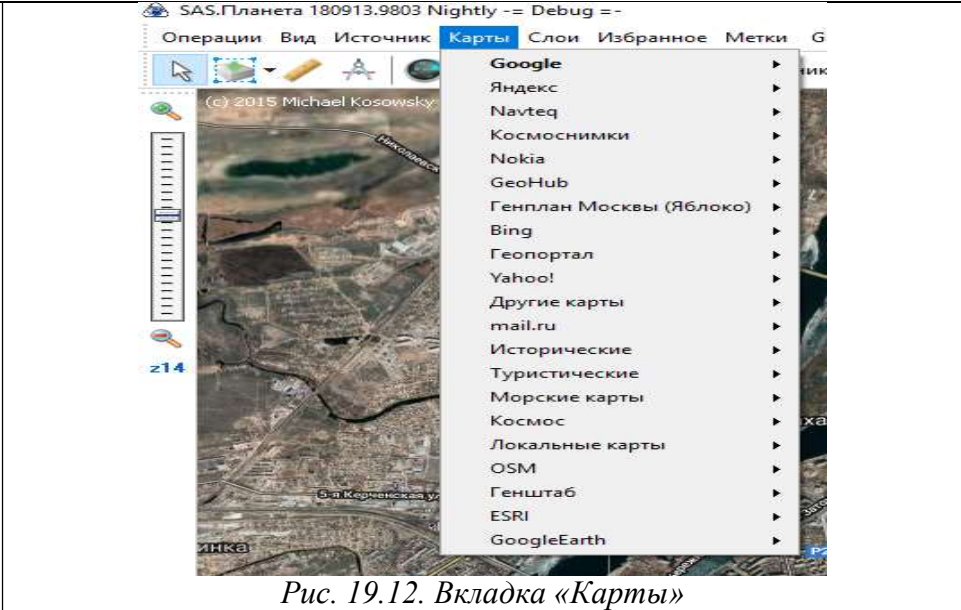 SAS.Планета 180913.9803 Nightly -= Debug =-
Операции Вид Источник Карты Слои Избранное Метки G
(c) 2015 Michael Kosowsky
Google
Яндекс
Navteq
Космоснимки
Nokia
GeoHub
Генплан Москвы (Яблоко)
Bing
Геопортал
Yahoo!
Другие карты
mail.ru
Исторические
Туристические
Морские карты
Космос
Локальные карты
OSM
Генштаб
ESRI
GoogleEarth
z14
5-я Керченская
Рис. 19.12. Вкладка «Карты»